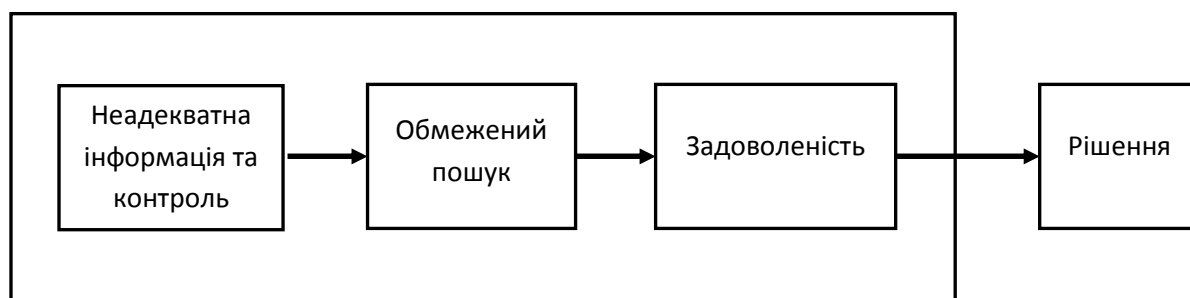 Неадекватна
інформація та
контроль
Обмежений
пошук
Задоволеність
Рішення